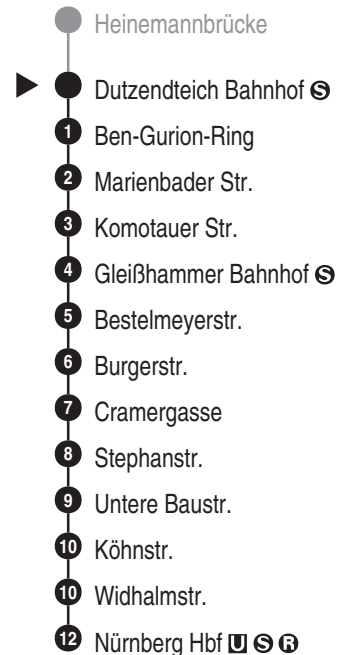 Heinemannbrücke
Dutzendteich Bahnhof S
1 Ben-Gurion-Ring
2 Marienbader Str.
3 Komotauer Str.
4 Gleißhammer Bahnhof S
5 Bestelmeyerstr.
6 Burgerstr.
7 Cramergasse
8 Stephanstr.
9 Untere Baustr.
10 Köhnstr.
10 Widhalmstr.
12 Nürnberg Hbf U S R